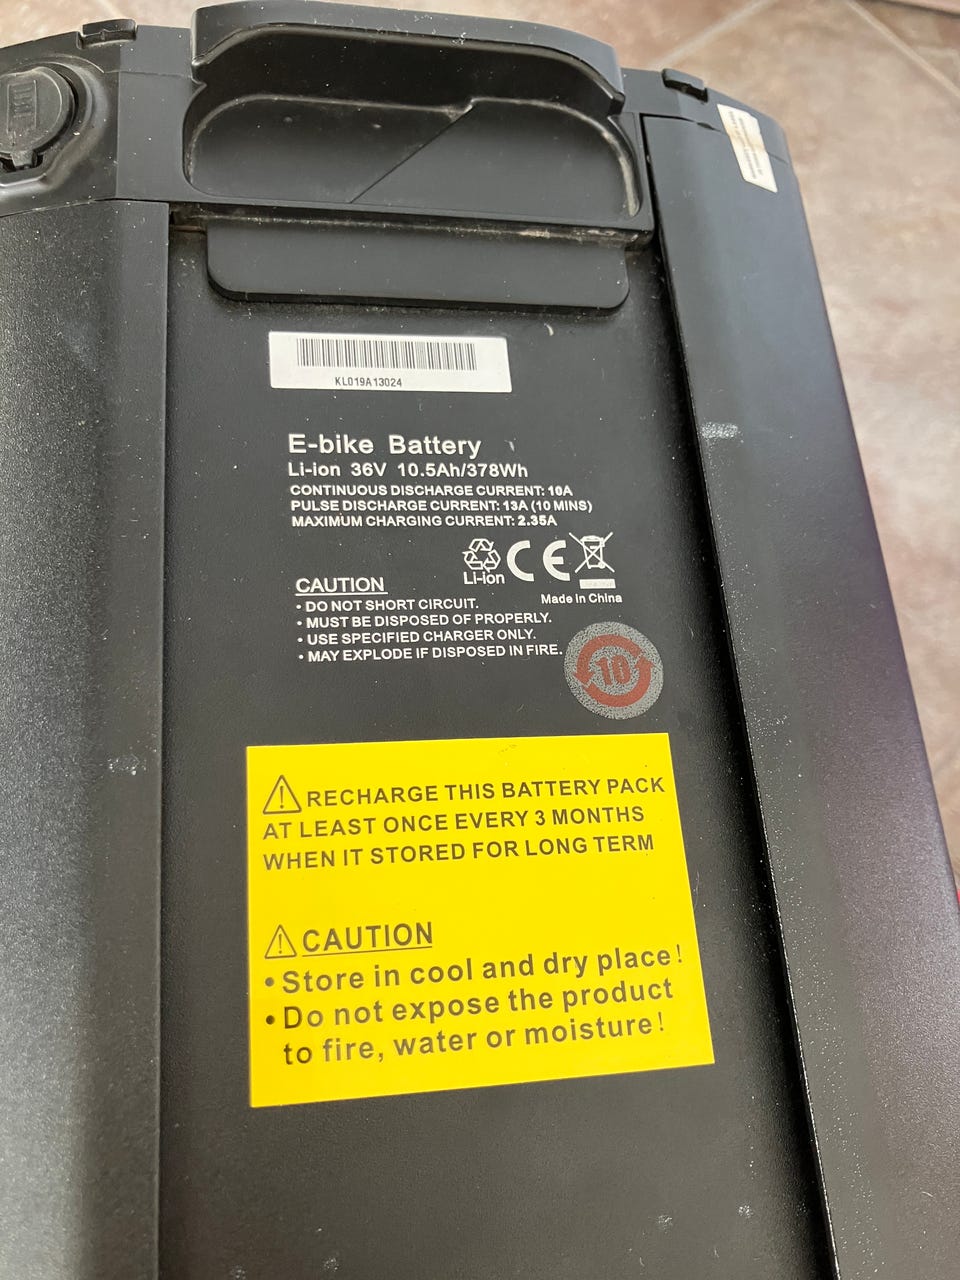 KL019A13024
E-bike Battery
Li-ion 36V 10.5Ah/378Wh
CONTINUOUS DISCHARGE CURRENT: 10A
PULSE DISCHARGE CURRENT: 13A (10 MINS)
MAXIMUM CHARGING CURRENT: 2.35A
Li-ion
CE
Made in China
CAUTION
• DO NOT SHORT CIRCUIT.
• MUST BE DISPOSED OF PROPERLY.
• USE SPECIFIED CHARGER ONLY.
• MAY EXPLODE IF DISPOSED IN FIRE.
10
RECHARGE THIS BATTERY PACK
AT LEAST ONCE EVERY 3 MONTHS
WHEN IT STORED FOR LONG TERM
CAUTION
• Store in cool and dry place!
• Do not expose the product
to fire, water or moisture!